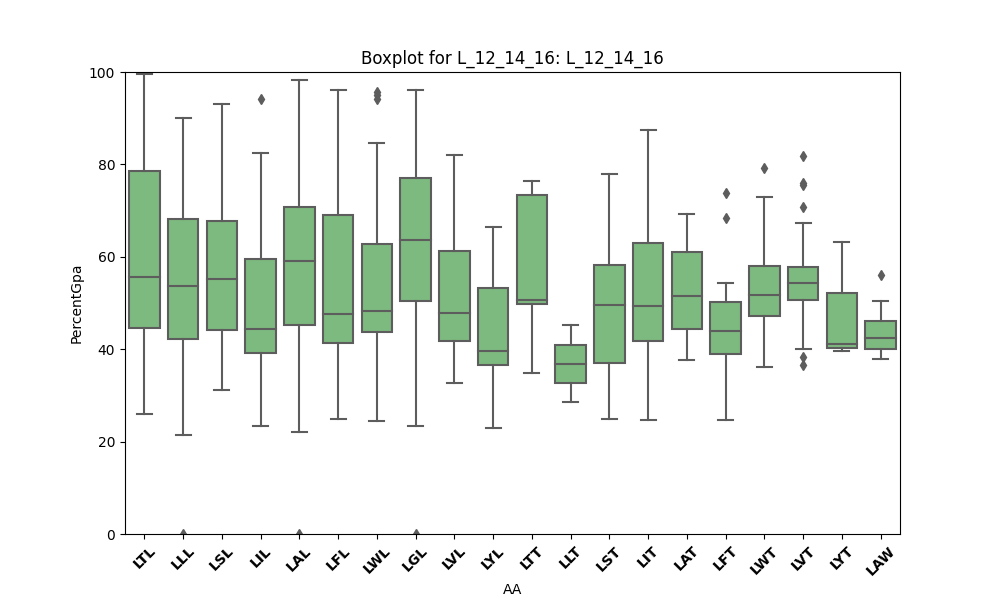 Boxplot for L_12_14_16: L_12_14_16
100
80
60
40
20
0
PercentGpa
LTL LLL LSL LIL LAL LFL LWL LGL LVL LYL LTT LLT LST LIT LAT LFT LWT LVT LYT LAW
AA